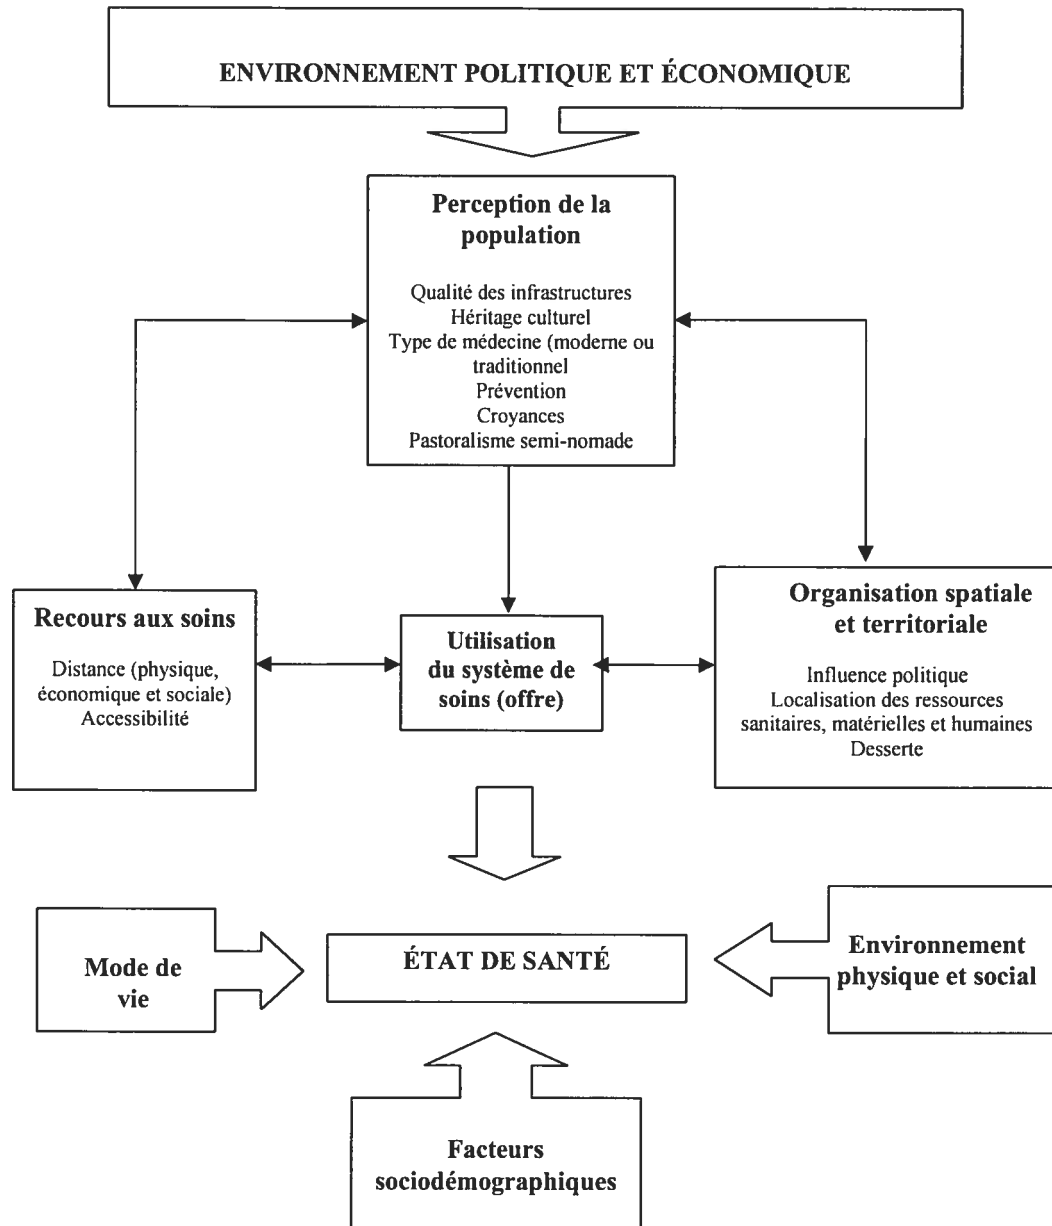 ENVIRONNEMENT POLITIQUE ET ÉCONOMIQUE
Perception de la
population
Qualité des infrastructures
Héritage culturel
Type de médecine (moderne ou
traditionnel
Prévention
Croyances
Pastoralisme semi-nomade
Recours aux soins
Distance (physique,
économique et sociale)
Accessibilité
Utilisation
du système de
soins (offre)
Organisation spatiale
et territoriale
Influence politique
Localisation des ressources
sanitaires, matérielles et humaines
Desserte
Mode de
vie
ÉTAT DE SANTÉ
Environnement
physique et social
Facteurs
sociodémographiques